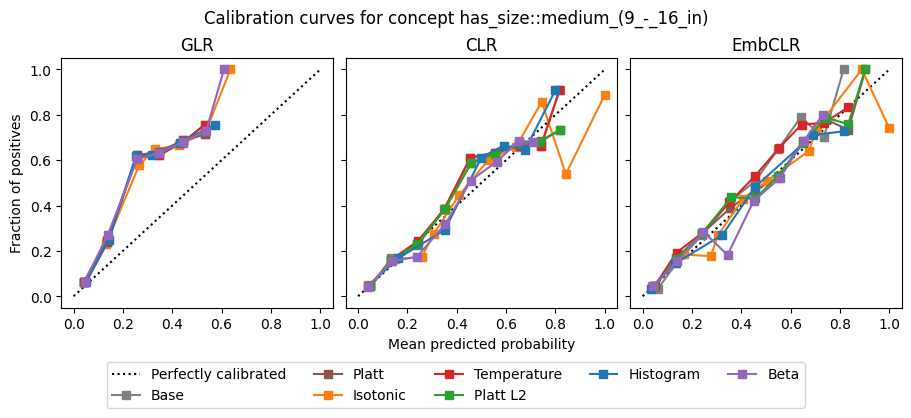 Calibration curves for concept has_size::medium_(9_-_16_in)
GLR
CLR
EmbCLR
Fraction of positives
1.0
0.8
0.6
0.4
0.2
0.0
0.0 0.2 0.4 0.6 0.8 1.0
0.0 0.2 0.4 0.6 0.8 1.0
0.0 0.2 0.4 0.6 0.8 1.0
Mean predicted probability
Perfectly calibrated
Base
Platt
Isotonic
Temperature
Platt L2
Histogram
Beta